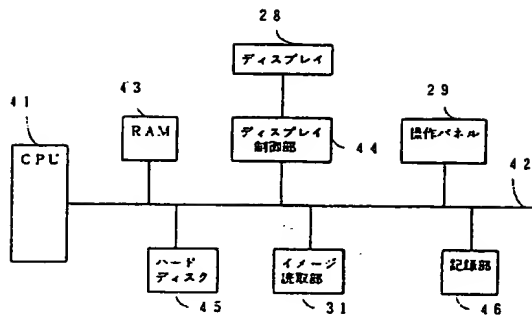 28
ディスプレイ
41
43
29
CPU
RAM
ディスプレイ
制御部
44
操作パネル
42
ハード
ディスク
イメージ
読取部
記録部
45
31
46